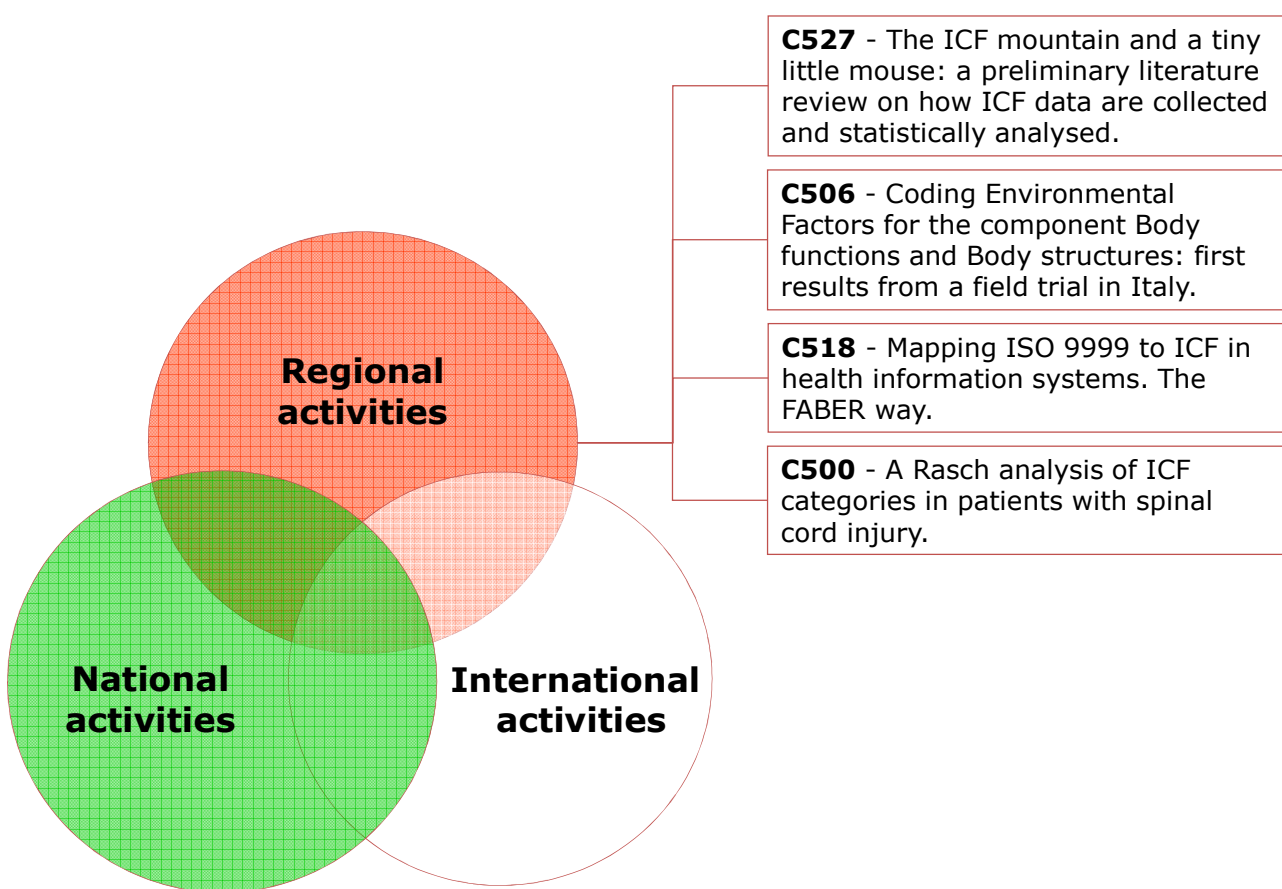 C527 - The ICF mountain and a tiny
little mouse: a preliminary literature
review on how ICF data are collected
and statistically analysed.
C506 - Coding Environmental
Factors for the component Body
functions and Body structures: first
results from a field trial in Italy.
C518 - Mapping ISO 9999 to ICF in
health information systems. The
FABER way.
C500 - A Rasch analysis of ICF
categories in patients with spinal
cord injury.
Regional
activities
National
activities
International
activities